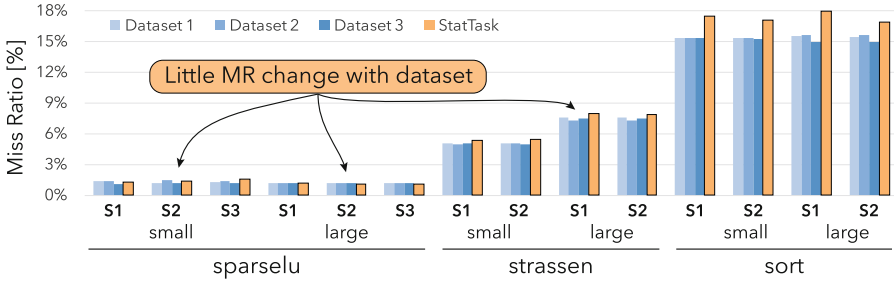 18%
Dataset 1 Dataset 2 Dataset 3 StatTask
15%
12%
Little MR change with dataset
9%
6%
3%
0%
Miss Ratio [%]
S1 S2 S3 S1 S2 S3 S1 S2 S1 S2 S1 S2 S1 S2
small large small large small large
sparselu strassen sort